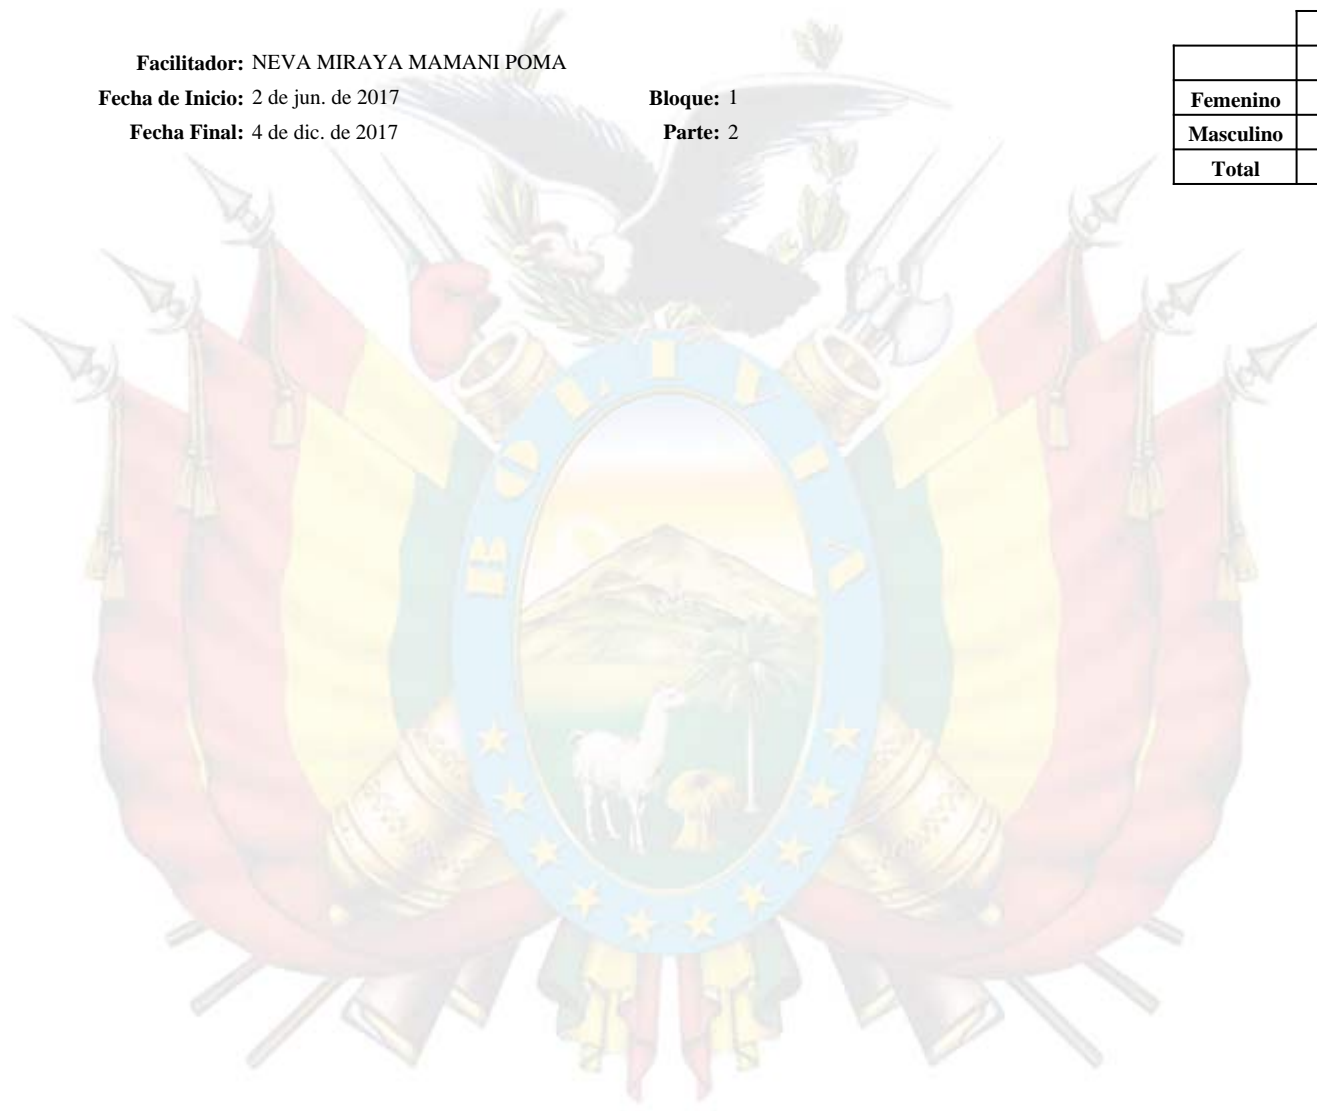 Facilitador: NEVA MIRAYA MAMANI POMA
Fecha de Inicio: 2 de jun. de 2017 Bloque: 1
Fecha Final: 4 de dic. de 2017 Parte: 2
Femenino
Masculino
Total
BOLIVIA